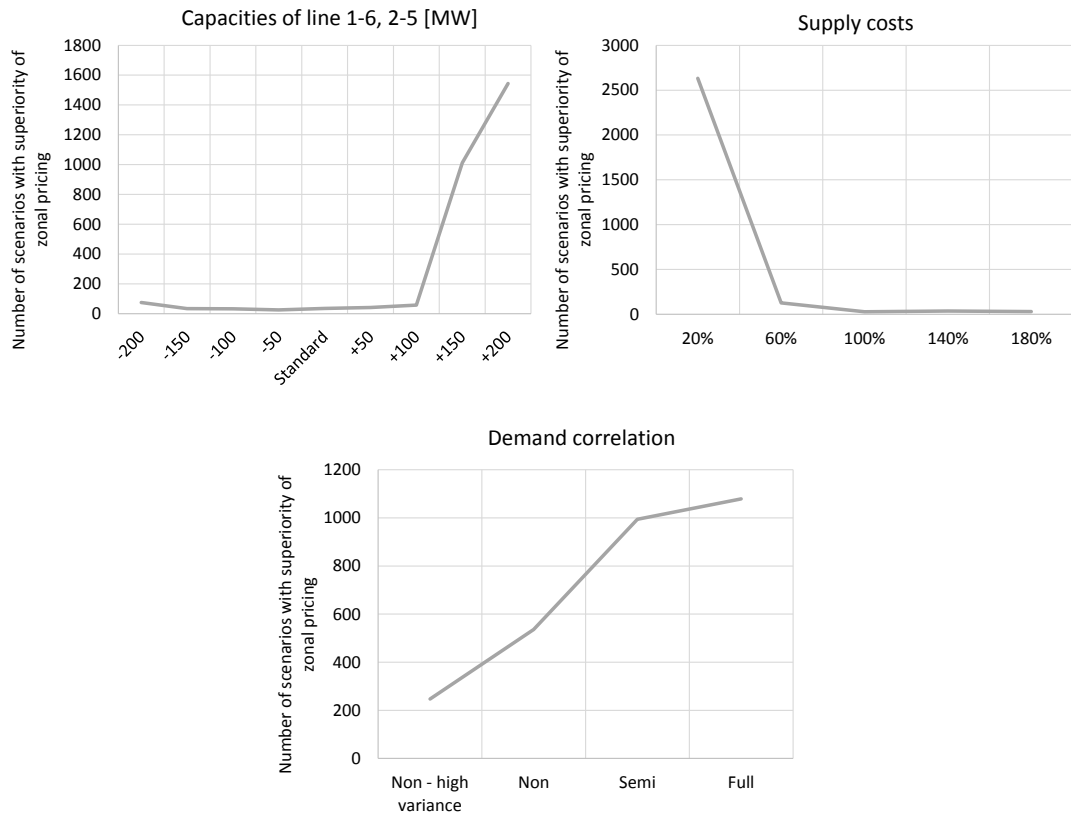 Capacities of line 1-6, 2-5 [MW]
Number of scenarios with superiority of
zonal pricing
1800
1600
1400
1200
1000
800
600
400
200
0
-200
-150
-100
-50
Standard
+50
+100
+150
+200
Supply costs
Number of scenarios with superiority of
zonal pricing
3000
2500
2000
1500
1000
500
0
20%
60%
100%
140%
180%
Demand correlation
Number of scenarios with superiority of
zonal pricing
1200
1000
800
600
400
200
0
Non - high
variance
Non
Semi
Full